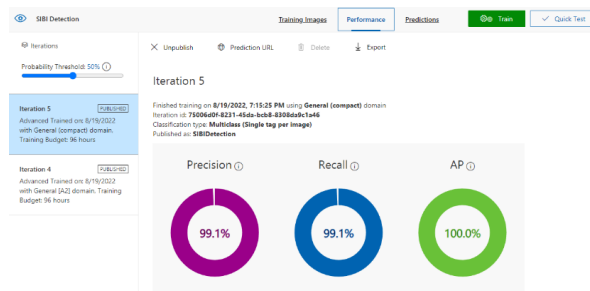 SIBI Detection
Training Images
Performance
Predictions
Train
Quick Test
Iterations
Unpublish
Prediction URL
Delete
Export
Probability Threshold: 50%
Iteration 5
Iteration 5 PUBLISHED
Advanced Trained on: 8/19/2022
with General (compact) domain.
Training Budget: 96 hours
Finished training on 8/19/2022, 7:15:25 PM using General (compact) domain
Iteration id: 75006d0f-8231-45da-bcb8-8308da9c1a46
Classification type: Multiclass (Single tag per image)
Published as: SIBIDetection
Iteration 4 PUBLISHED
Advanced Trained on: 8/19/2022
with General [A2] domain. Training
Budget: 96 hours
Precision
Recall
AP
99.1%
99.1%
100.0%